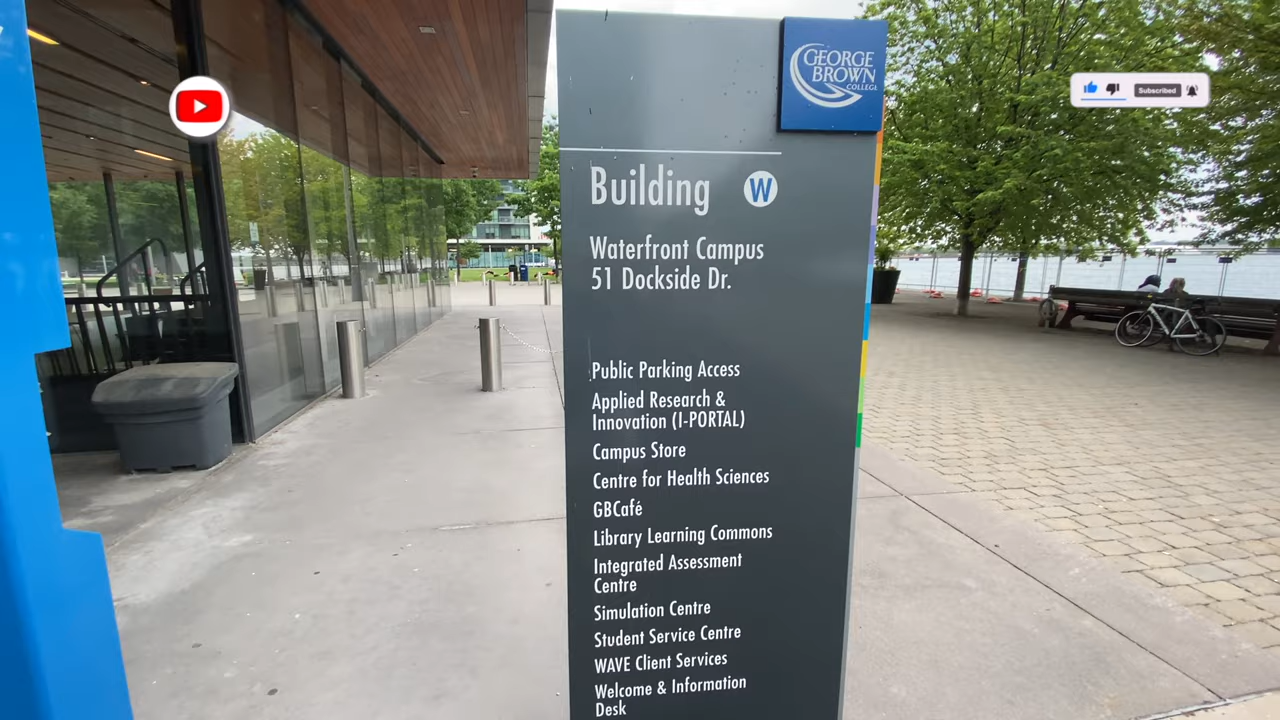 GEORGE
BROWN
COLLEGE
Subscribed
Building W
Waterfront Campus
51 Dockside Dr.
Public Parking Access
Applied Research &
Innovation (I-PORTAL)
Campus Store
Centre for Health Sciences
GBCafé
Library Learning Commons
Integrated Assessment
Centre
Simulation Centre
Student Service Centre
WAVE Client Services
Welcome & Information
Desk